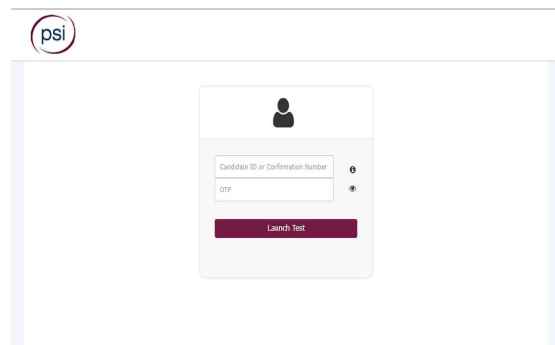 psi
Candidate ID or Confirmation Number
OTP
Launch Test